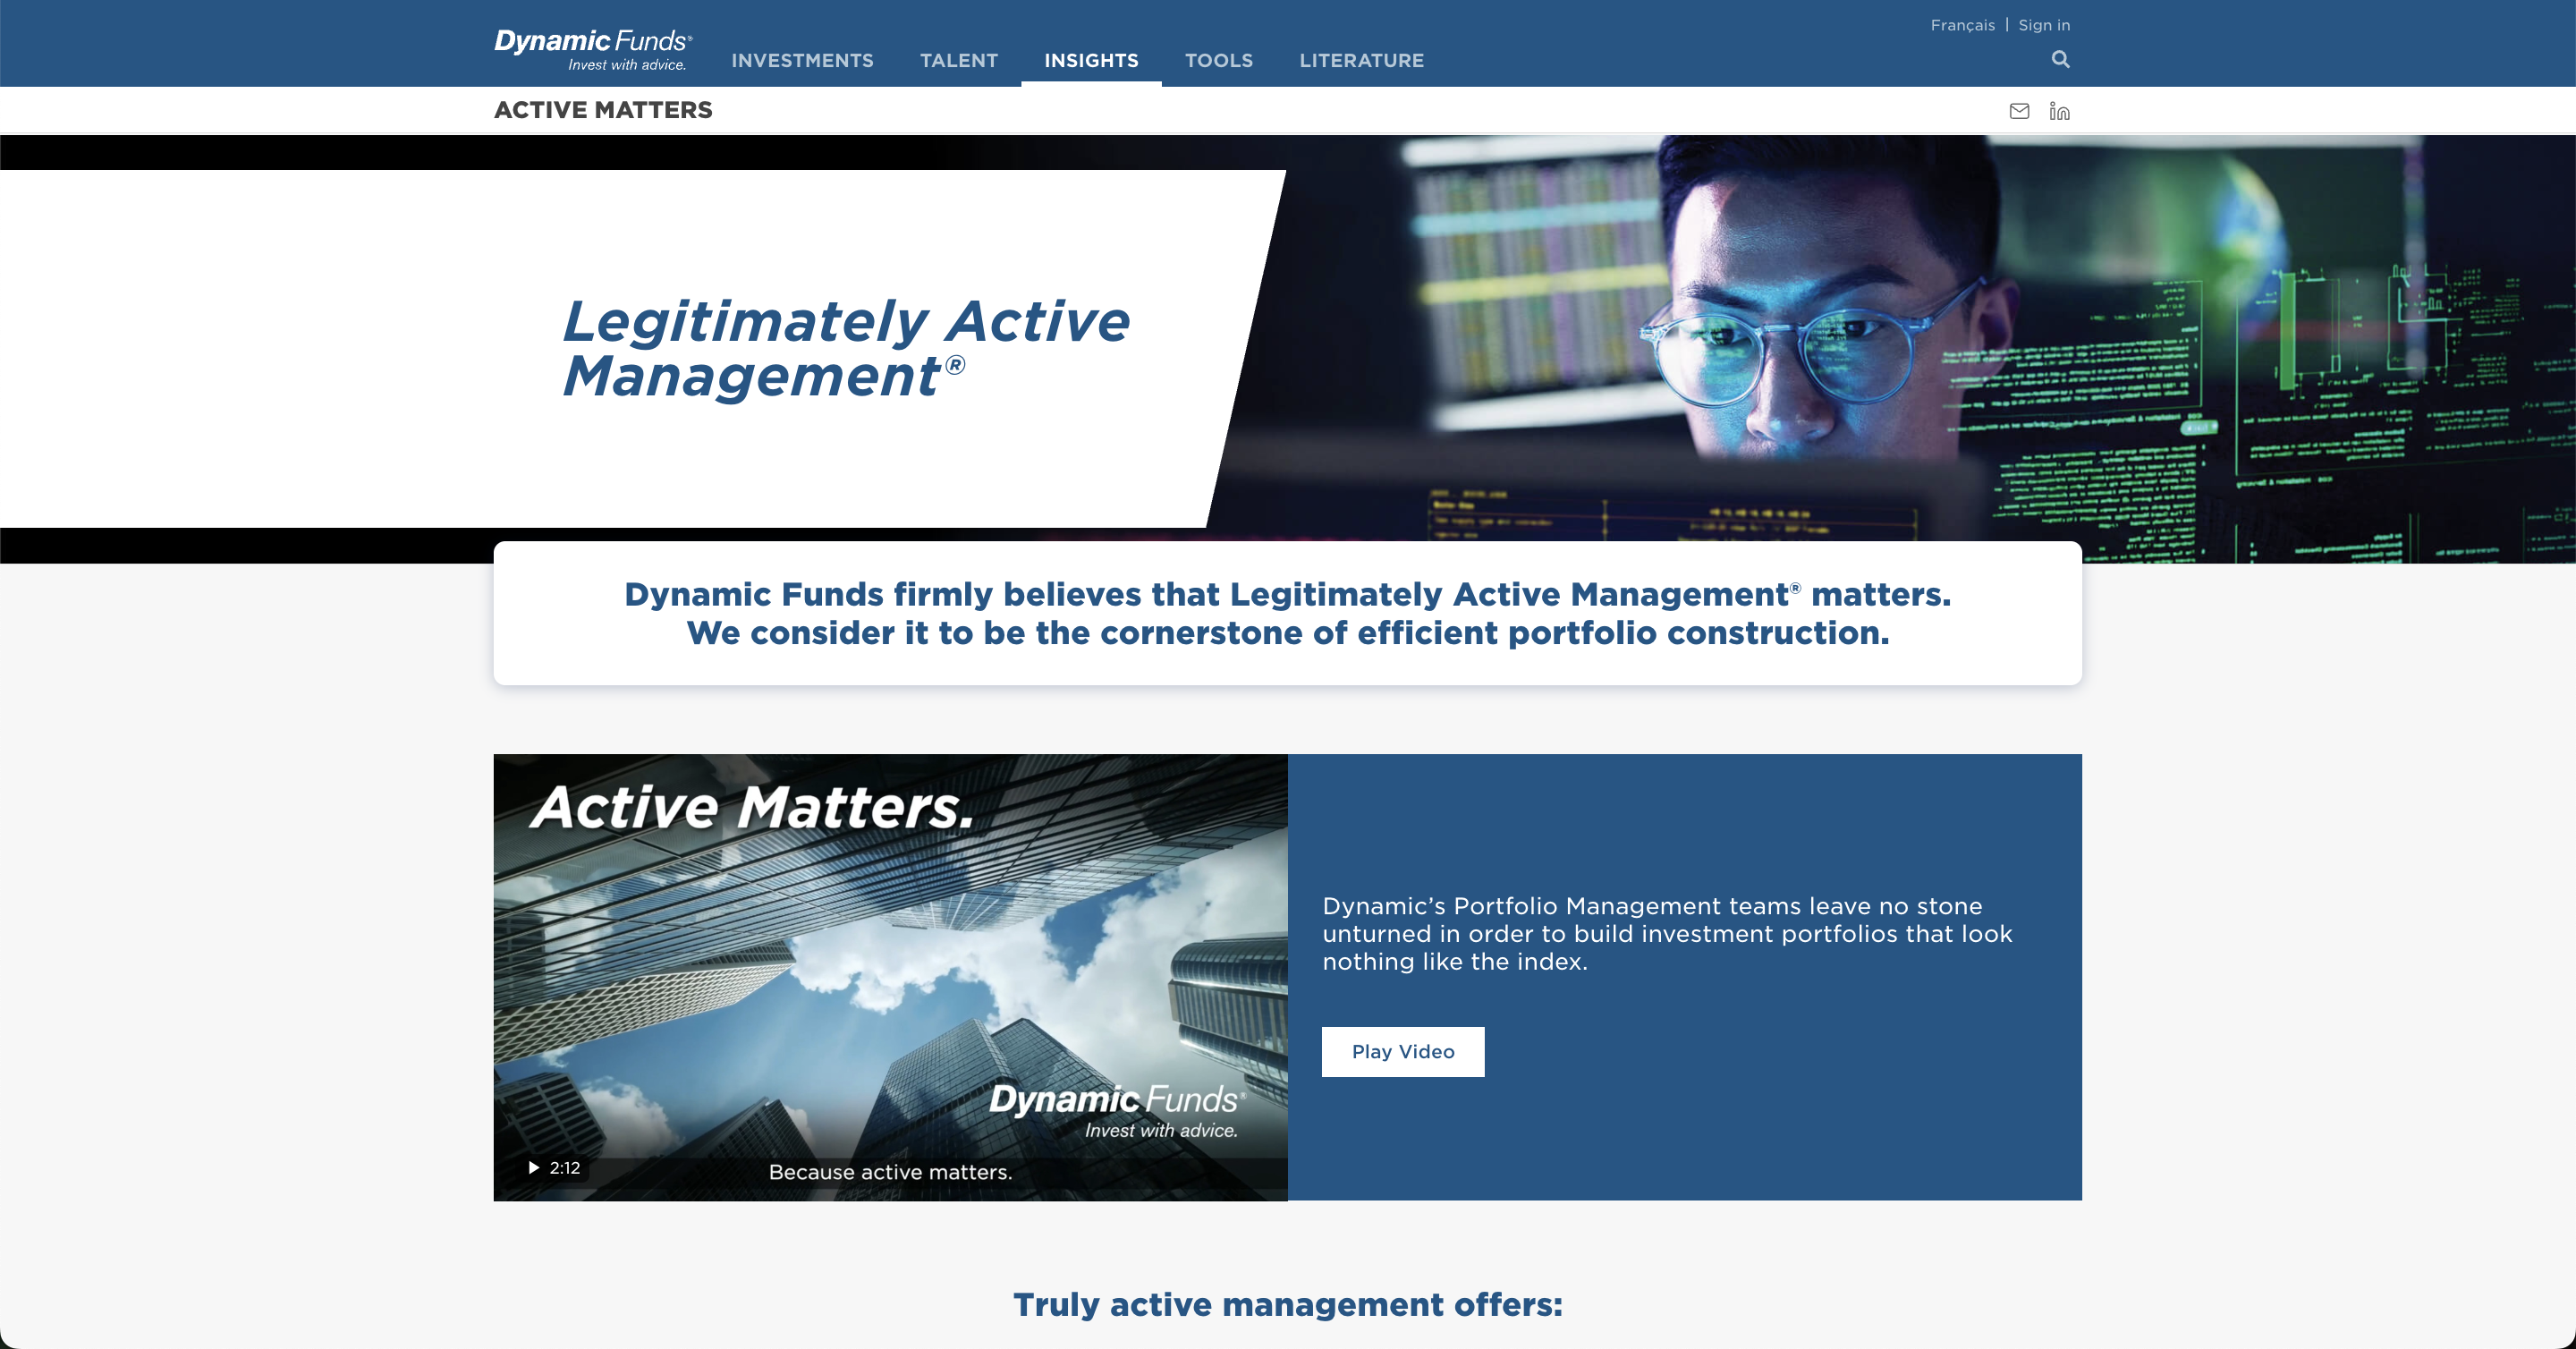 Français | Sign in
Dynamic Funds®
Invest with advice.
INVESTMENTS TALENT INSIGHTS TOOLS LITERATURE
ACTIVE MATTERS
Legitimately Active
Management®
Dynamic Funds firmly believes that Legitimately Active Management® matters.
We consider it to be the cornerstone of efficient portfolio construction.
Active Matters.
Dynamic Funds®
Invest with advice.
2:12
Because active matters.
Dynamic’s Portfolio Management teams leave no stone
unturned in order to build investment portfolios that look
nothing like the index.
Play Video
Truly active management offers: